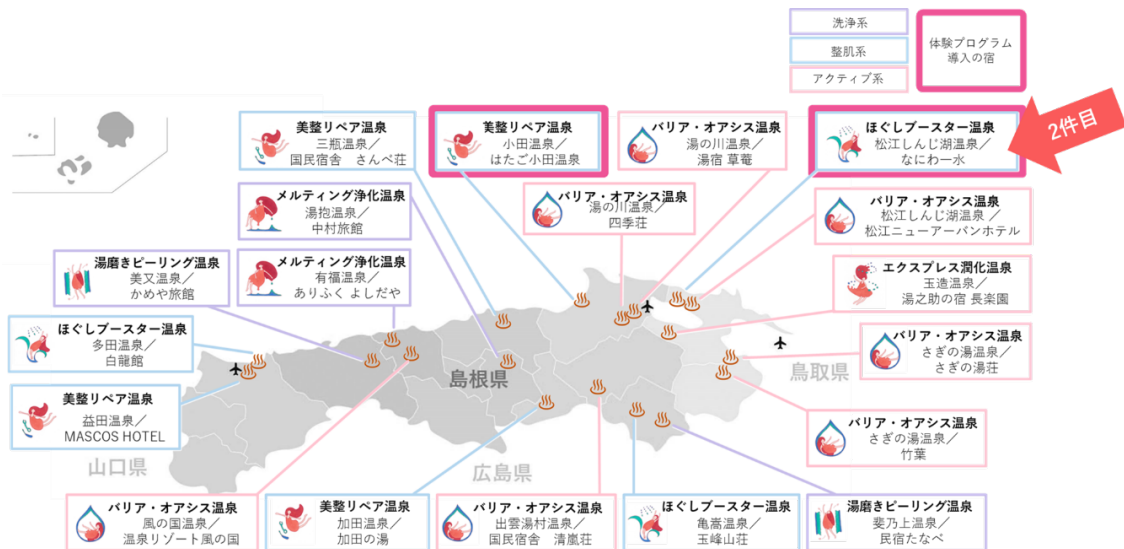 洗浄系
整肌系
アクティブ系
体験プログラム
導入の宿
2件目
美整リペア温泉
三瓶温泉／
国民宿舎　さんべ荘
美整リペア温泉
小田温泉／
はたご小田温泉
バリア・オアシス温泉
湯の川温泉／
湯宿 草菴
ほぐしブースター温泉
松江しんじ湖温泉／
なにわ一水
メルティング浄化温泉
湯抱温泉／
中村旅館
バリア・オアシス温泉
湯の川温泉／
四季荘
バリア・オアシス温泉
松江しんじ湖温泉／
松江ニューアーバンホテル
湯磨きピーリング温泉
美又温泉／
かめや旅館
メルティング浄化温泉
有福温泉／
ありふく よしだや
エクスプレス潤化温泉
玉造温泉／
湯之助の宿 長楽園
ほぐしブースター温泉
多田温泉／
白龍館
バリア・オアシス温泉
さぎの湯温泉／
さぎの湯荘
島根県
鳥取県
美整リペア温泉
益田温泉／
MASCOS HOTEL
バリア・オアシス温泉
さぎの湯温泉／
竹葉
山口県
広島県
バリア・オアシス温泉
風の国温泉／
温泉リゾート風の国
美整リペア温泉
加田温泉／
加田の湯
バリア・オアシス温泉
出雲湯村温泉／
国民宿舎　清嵐荘
ほぐしブースター温泉
亀嵩温泉／
玉峰山荘
湯磨きピーリング温泉
斐乃上温泉／
民宿たなべ